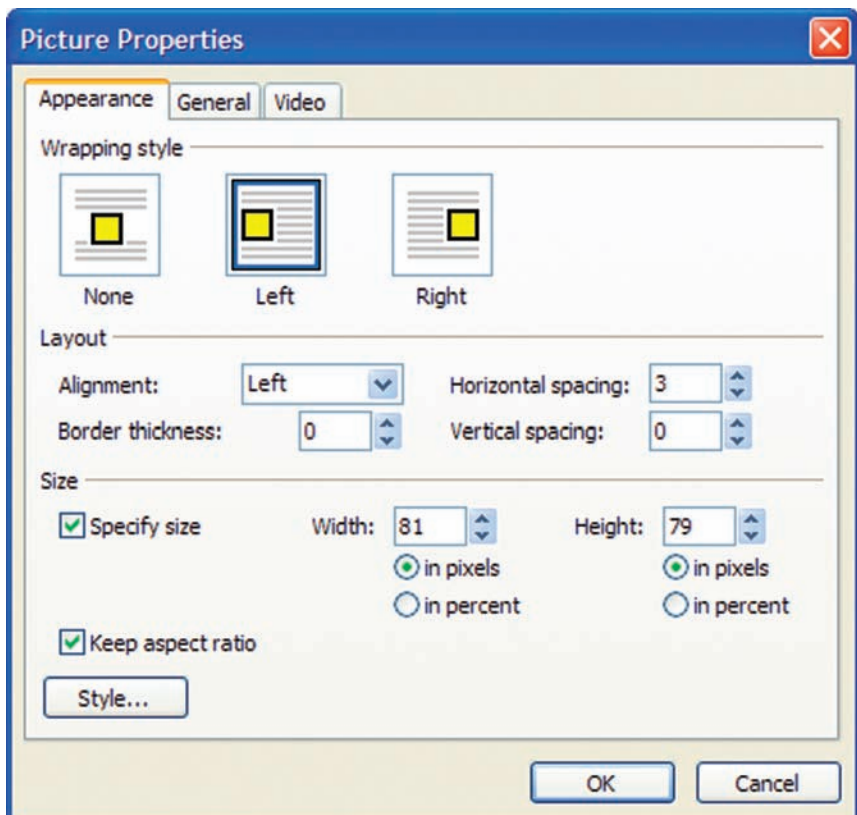 Picture Properties
Appearance General Video
Wrapping style
None Left Right
Layout
Alignment: Left Horizontal spacing: 3
Border thickness: 0 Vertical spacing: 0
Size
Specify size Width: 81 Height: 79
in pixels in pixels
in percent in percent
Keep aspect ratio
Style...
OK Cancel